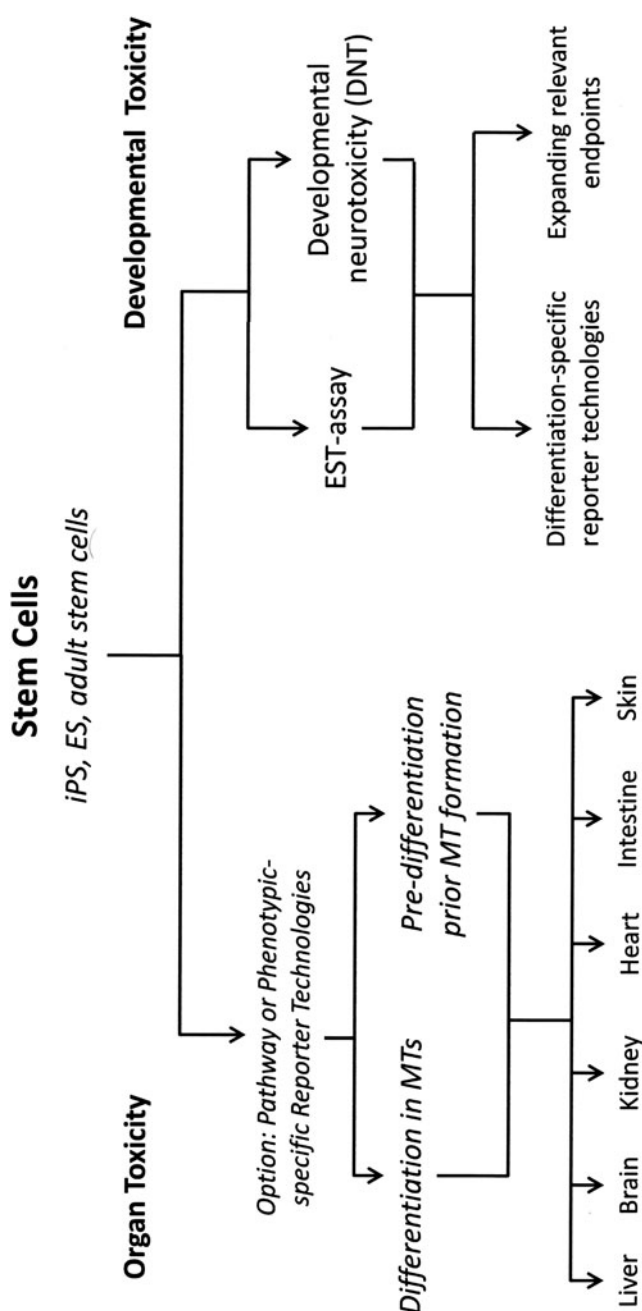 Stem Cells
iPS, ES, adult stem cells
Organ Toxicity
Developmental Toxicity
Option: Pathway or Phenotypic-
specific Reporter Technologies
Differentiation in MTs
Pre-differentiation
prior MT formation
Liver
Brain
Kidney
Heart
Intestine
Skin
EST-assay
Developmental
neurotoxicity (DNT)
Differentiation-specific
reporter technologies
Expanding relevant
endpoints